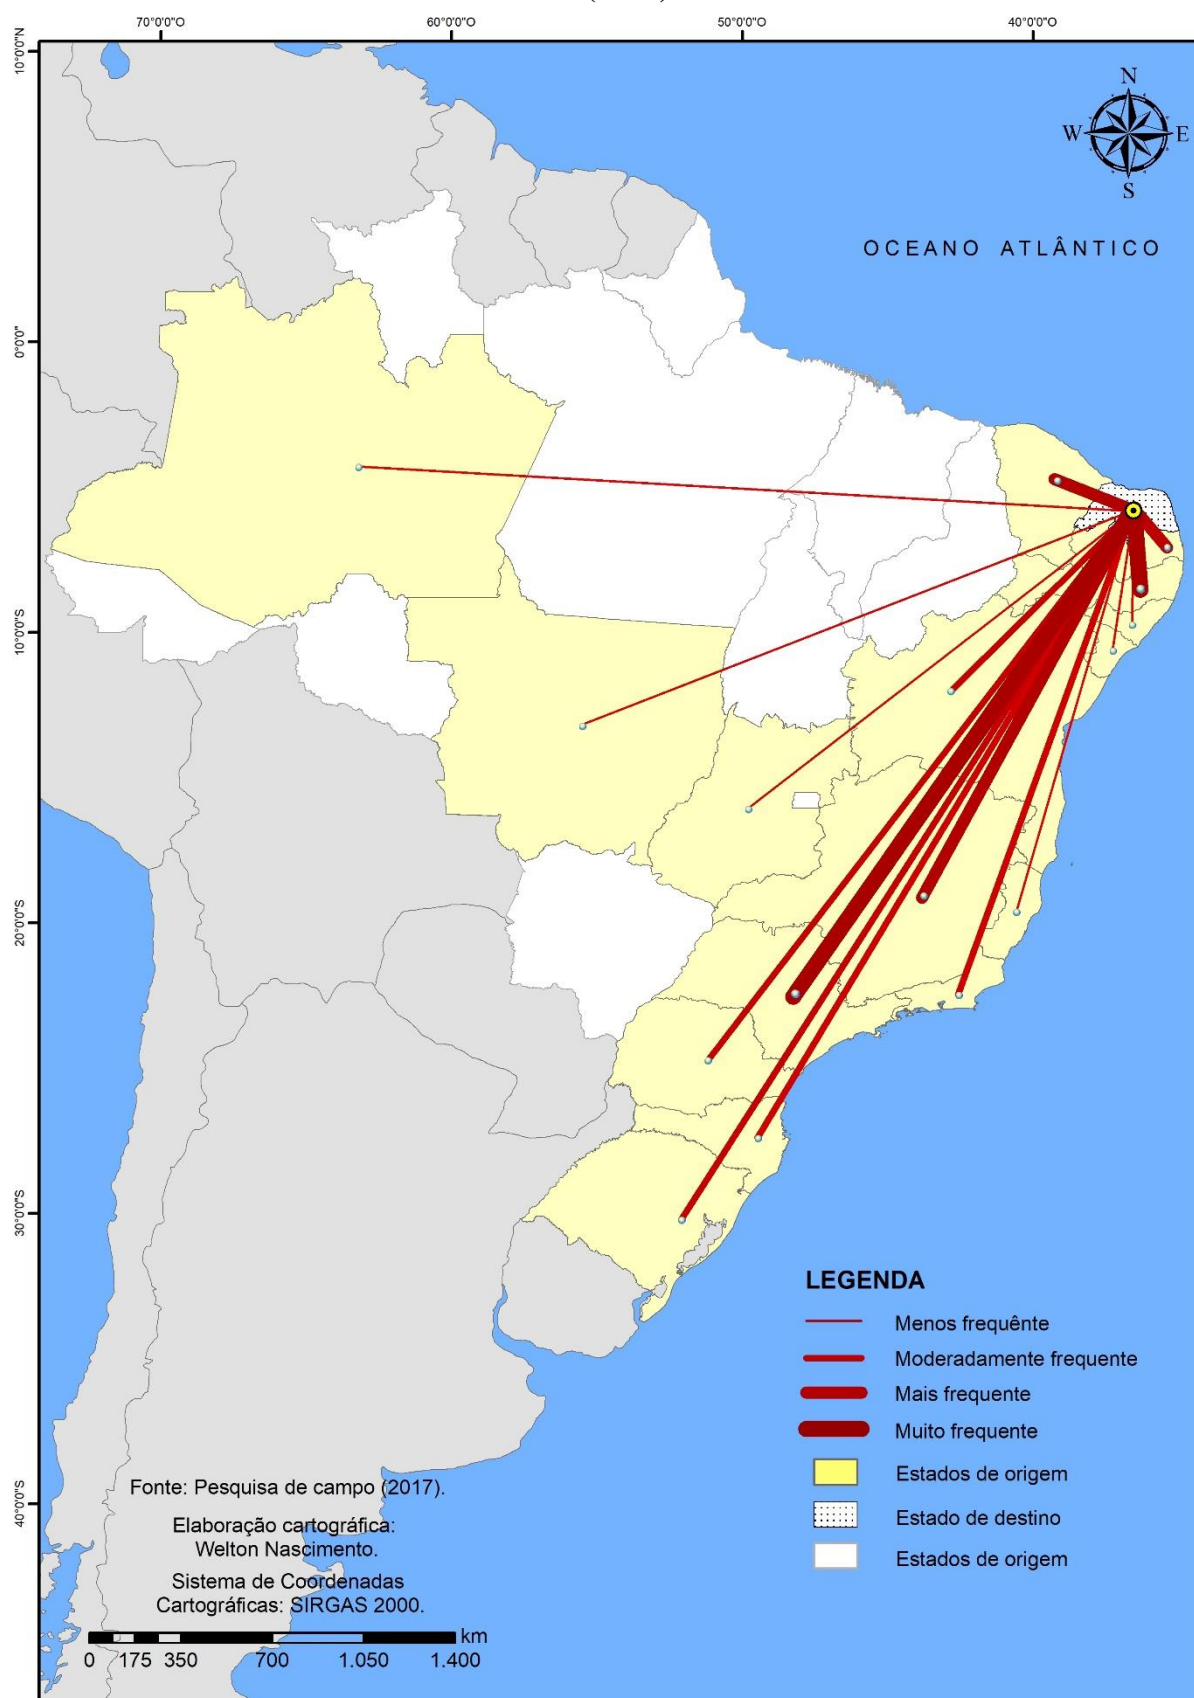 70°0'0"O
60°0'0"O
50°0'0"O
40°0'0"O
10°0'0"N
0°0'0"
10°0'0"S
20°0'0"S
30°0'0"S
40°0'0"S
N
W
E
S
OCEANO ATLÂNTICO
LEGENDA
Menos frequênte
Moderadamente frequente
Mais frequente
Muito frequente
Estados de origem
Estado de destino
Estados de origem
Fonte: Pesquisa de campo (2017).
Elaboração cartográfica:
Welton Nascimento.
Sistema de Coordenadas
Cartográficas: SIRGAS 2000.
km
0 175 350 700 1.050 1.400